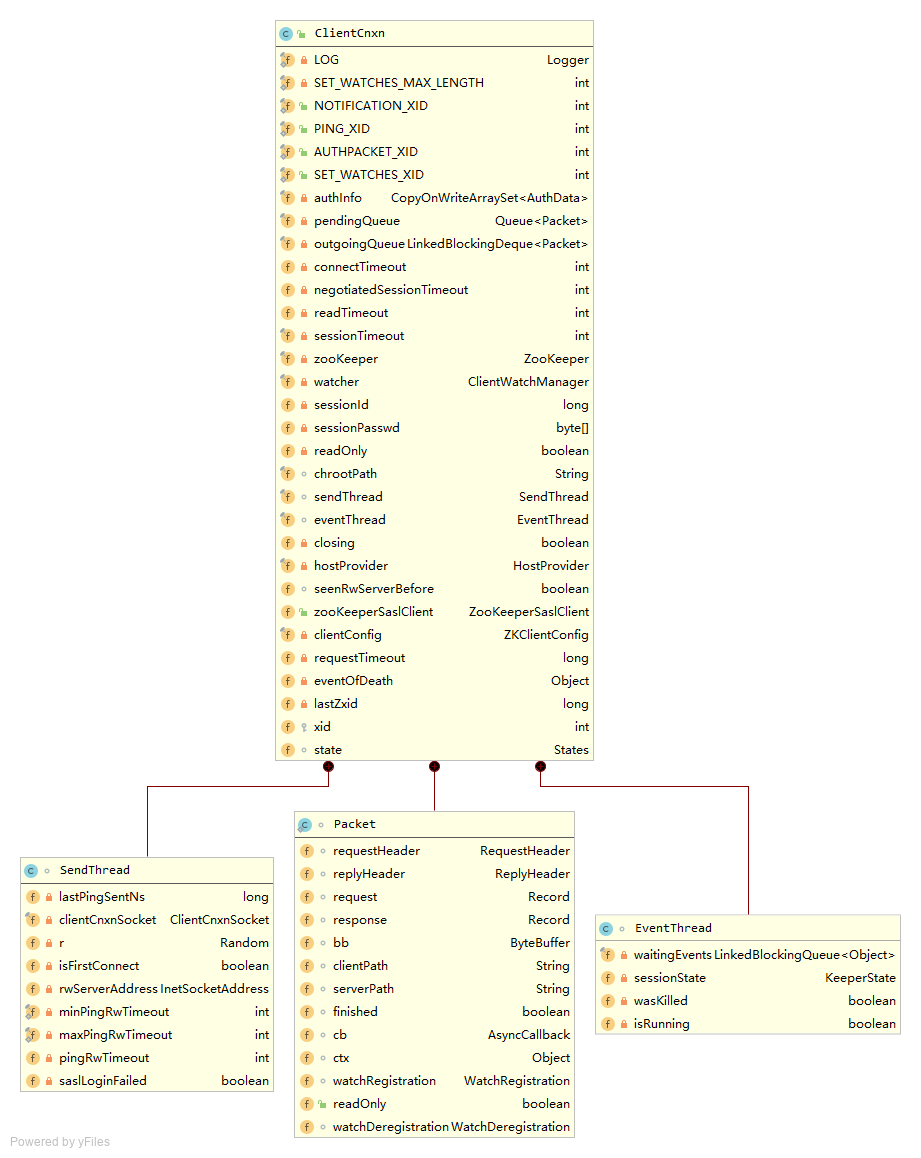 ClientCnxn
LOG Logger
SET_WATCHES_MAX_LENGTH int
NOTIFICATION_XID int
PING_XID int
AUTHPACKET_XID int
SET_WATCHES_XID int
authInfo CopyOnWriteArraySet<AuthData>
pendingQueue Queue<Packet>
outgoingQueue LinkedBlockingDeque<Packet>
connectTimeout int
negotiatedSessionTimeout int
readTimeout int
sessionTimeout int
zooKeeper ZooKeeper
watcher ClientWatchManager
sessionId long
sessionPasswd byte[]
readOnly boolean
chrootPath String
sendThread SendThread
eventThread EventThread
closing boolean
hostProvider HostProvider
seenRwServerBefore boolean
zooKeeperSaslClient ZooKeeperSaslClient
clientConfig ZKClientConfig
requestTimeout long
eventOfDeath Object
lastZxid long
xid int
state States
SendThread
lastPingSentNs long
clientCnxnSocket ClientCnxnSocket
r Random
isFirstConnect boolean
rwServerAddress InetSocketAddress
minPingRwTimeout int
maxPingRwTimeout int
pingRwTimeout int
saslLoginFailed boolean
Packet
requestHeader RequestHeader
replyHeader ReplyHeader
request Record
response Record
bb ByteBuffer
clientPath String
serverPath String
finished boolean
cb AsyncCallback
ctx Object
watchRegistration WatchRegistration
readOnly boolean
watchDeregistration WatchDeregistration
EventThread
waitingEvents LinkedBlockingQueue<Object>
sessionState KeeperState
wasKilled boolean
isRunning boolean
Powered by yFiles